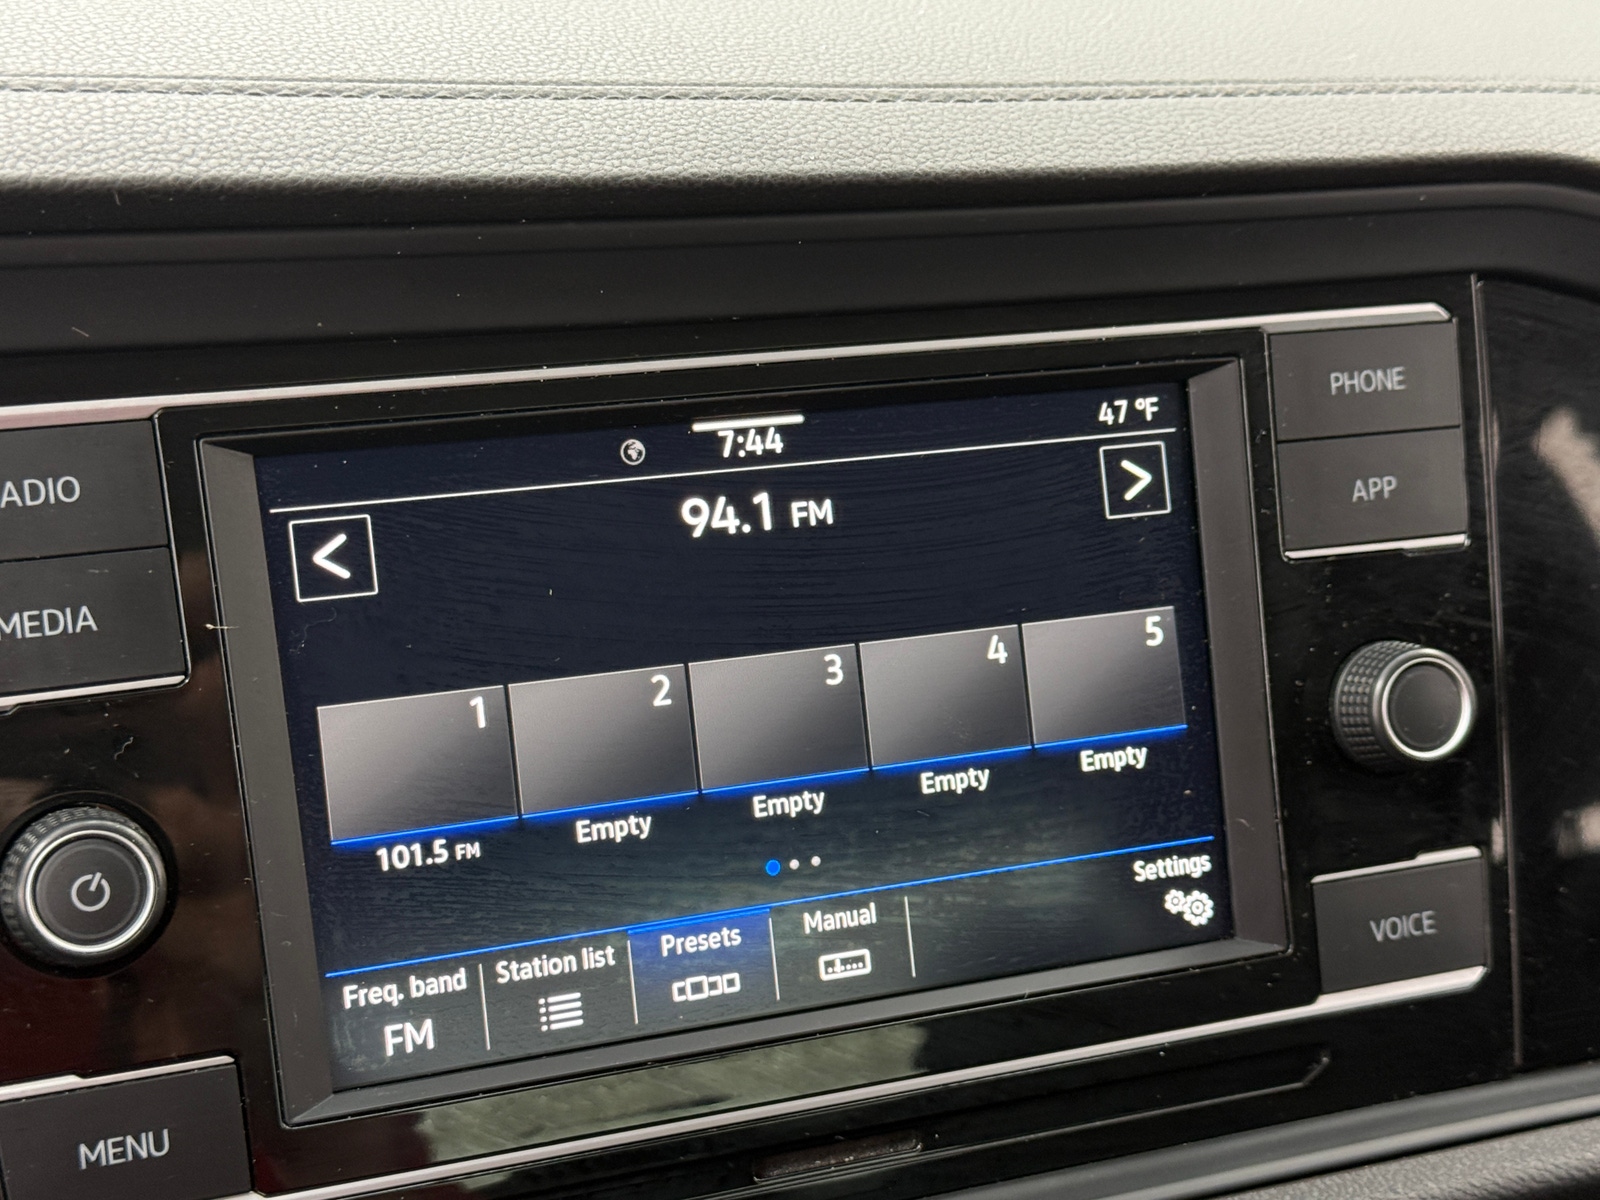 PHONE
47 °F
7:44
APP
ADIO
94.1 FM
<
>
MEDIA
1
2
3
4
5
101.5 FM
Empty
Empty
Empty
Empty
Settings
Freq. band
FM
Station list
Presets
Manual
VOICE
MENU